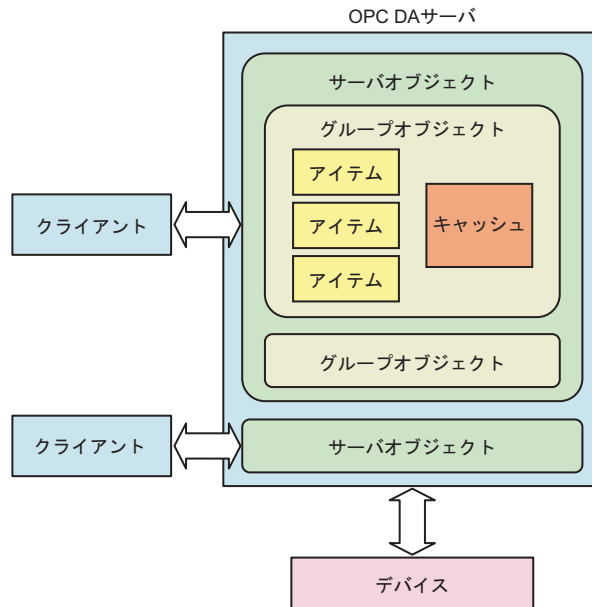 OPC DAサーバ
サーバオブジェクト
グループオブジェクト
アイテム
アイテム
アイテム
キャッシュ
クライアント
グループオブジェクト
クライアント
サーバオブジェクト
デバイス